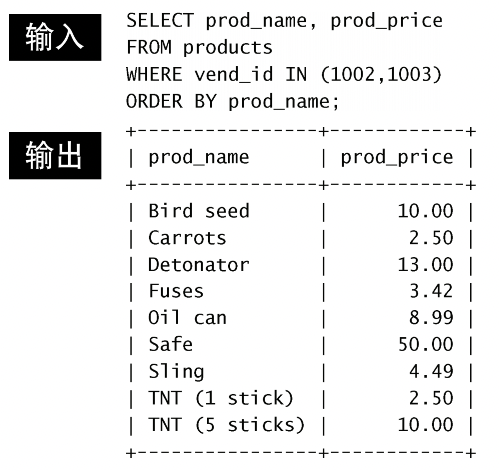 输入
SELECT prod_name, prod_price
FROM products
WHERE vend_id IN (1002,1003)
ORDER BY prod_name;
输出
+----------------+------------+
| prod_name      | prod_price |
+----------------+------------+
| Bird seed      |      10.00 |
| Carrots        |       2.50 |
| Detonator      |      13.00 |
| Fuses          |       3.42 |
| Oil can        |       8.99 |
| Safe           |      50.00 |
| Sling          |       4.49 |
| TNT (1 stick)  |       2.50 |
| TNT (5 sticks) |      10.00 |
+----------------+------------+